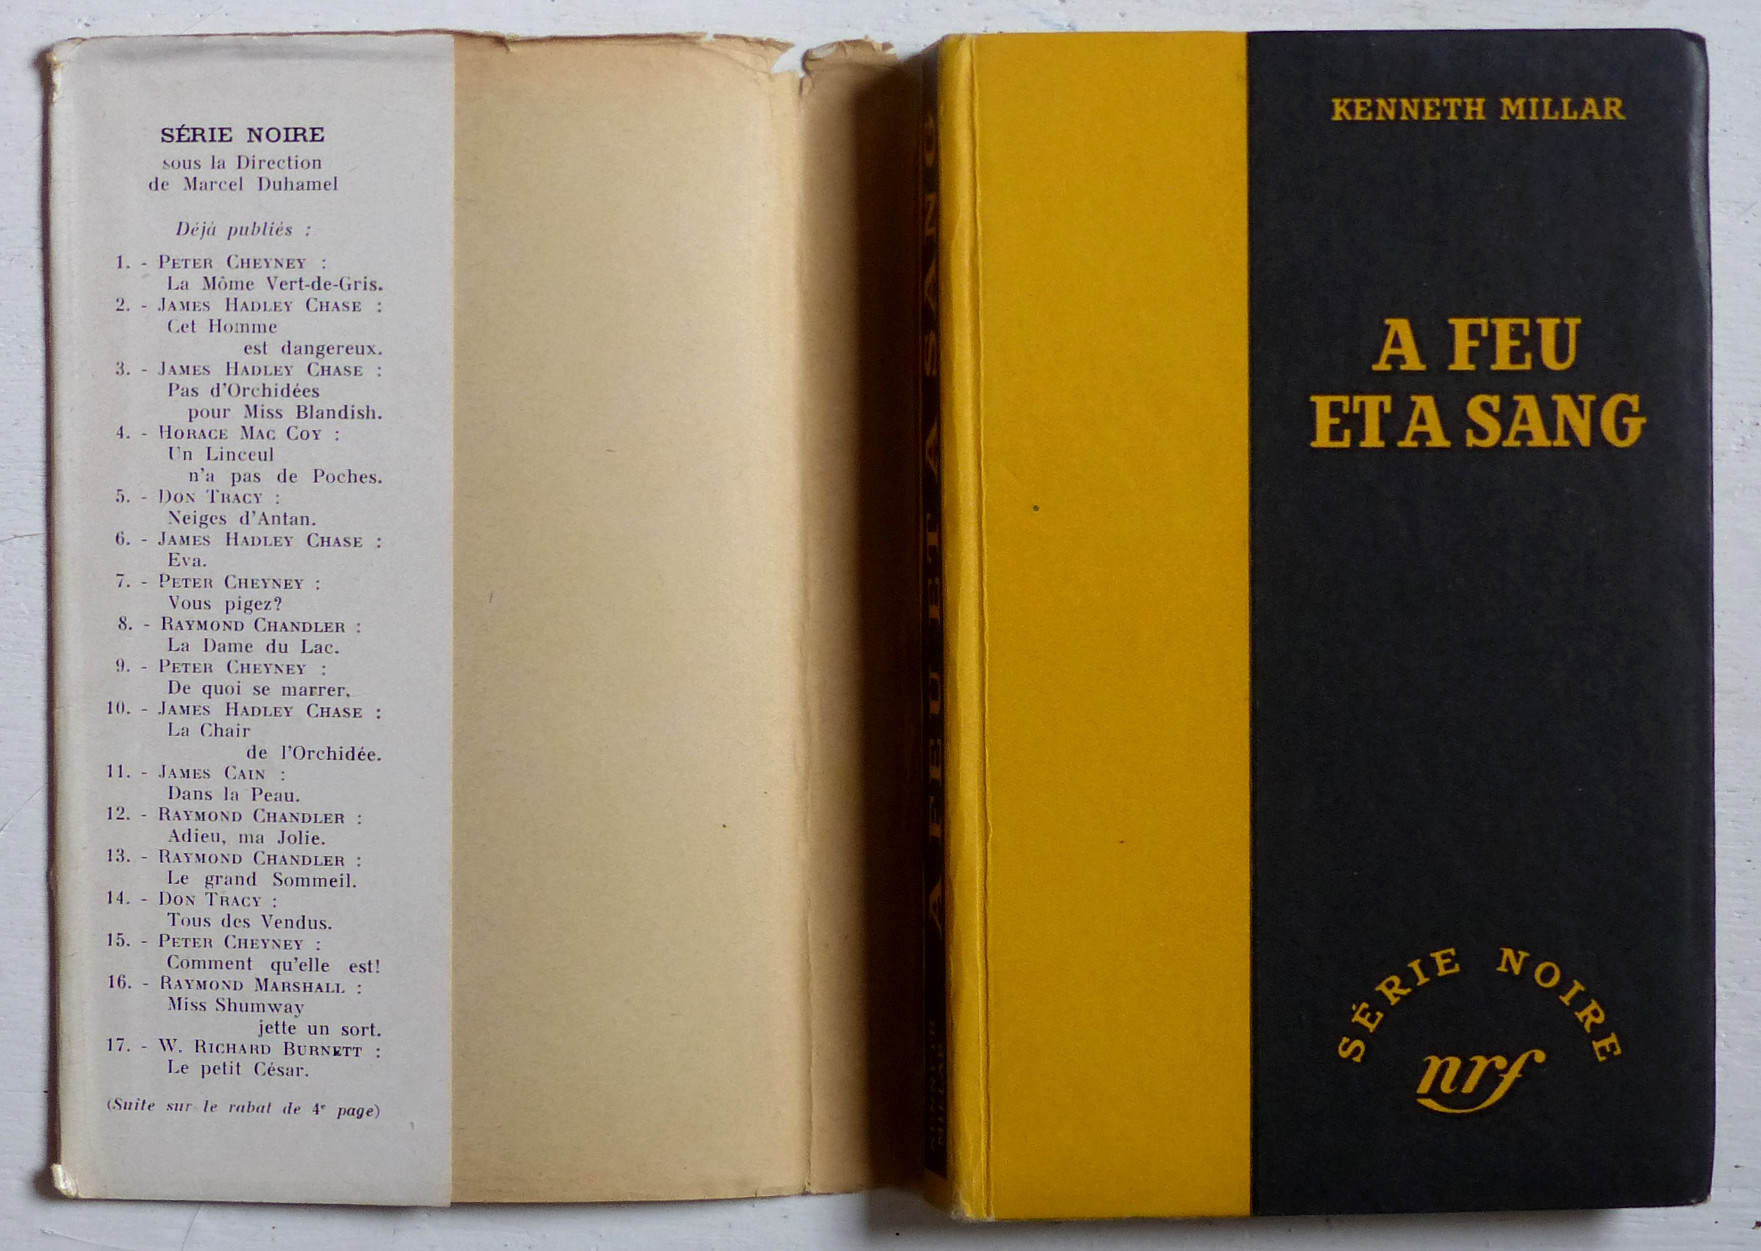 SÉRIE NOIRE
sous la Direction
de Marcel Duhamel
Déjà publiés :
1. - PETER CHEYNEY :
La Môme Vert-de-Gris.
2. - JAMES HADLEY CHASE :
Cet Homme
est dangereux.
3. - JAMES HADLEY CHASE :
Pas d'Orchidées
pour Miss Blandish.
4. - HORACE MAC COY :
Un Linceul
n'a pas de Poches.
5. - DON TRACY :
Neiges d'Antan.
6. - JAMES HADLEY CHASE :
Eva.
7. - PETER CHEYNEY :
Vous pigez?
8. - RAYMOND CHANDLER :
La Dame du Lac.
9. - PETER CHEYNEY :
De quoi se marrer.
10. - JAMES HADLEY CHASE :
La Chair
de l'Orchidée.
11. - JAMES CAIN :
Dans la Peau.
12. - RAYMOND CHANDLER :
Adieu, ma Jolie.
13. - RAYMOND CHANDLER :
Le grand Sommeil.
14. - DON TRACY :
Tous des Vendus.
15. - PETER CHEYNEY :
Comment qu'elle est!
16. - RAYMOND MARSHALL :
Miss Shumway
jette un sort.
17. - W. RICHARD BURNETT :
Le petit César.
(Suite sur le rabat de 4e page)
KENNETH
MILLAR
A FEU ET A SANG
KENNETH MILLAR
A FEU
ET A SANG
SÉRIE NOIRE
nrf